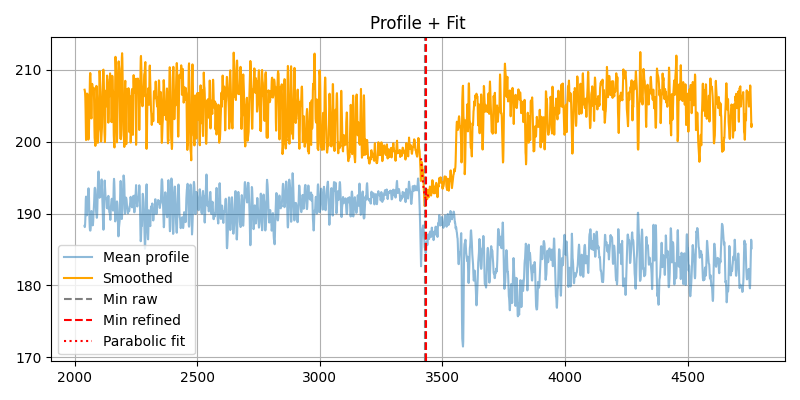 Profile + Fit
210
200
190
180
170
Mean profile
Smoothed
Min raw
Min refined
Parabolic fit
2000 2500 3000 3500 4000 4500